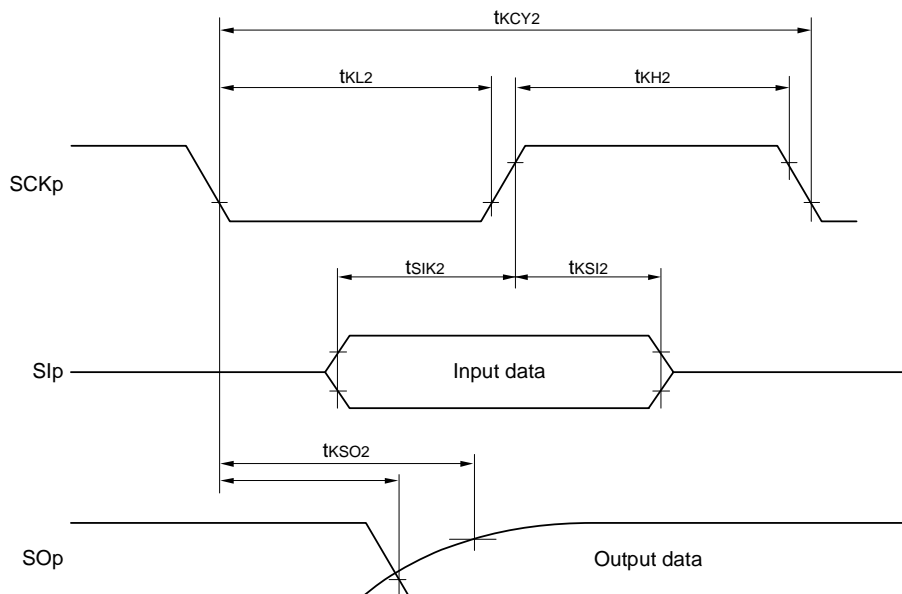 tKCY2
tKL2
tKH2
SCKp
tSIK2
tKSI2
SIp
Input data
tKSO2
SOp
Output data